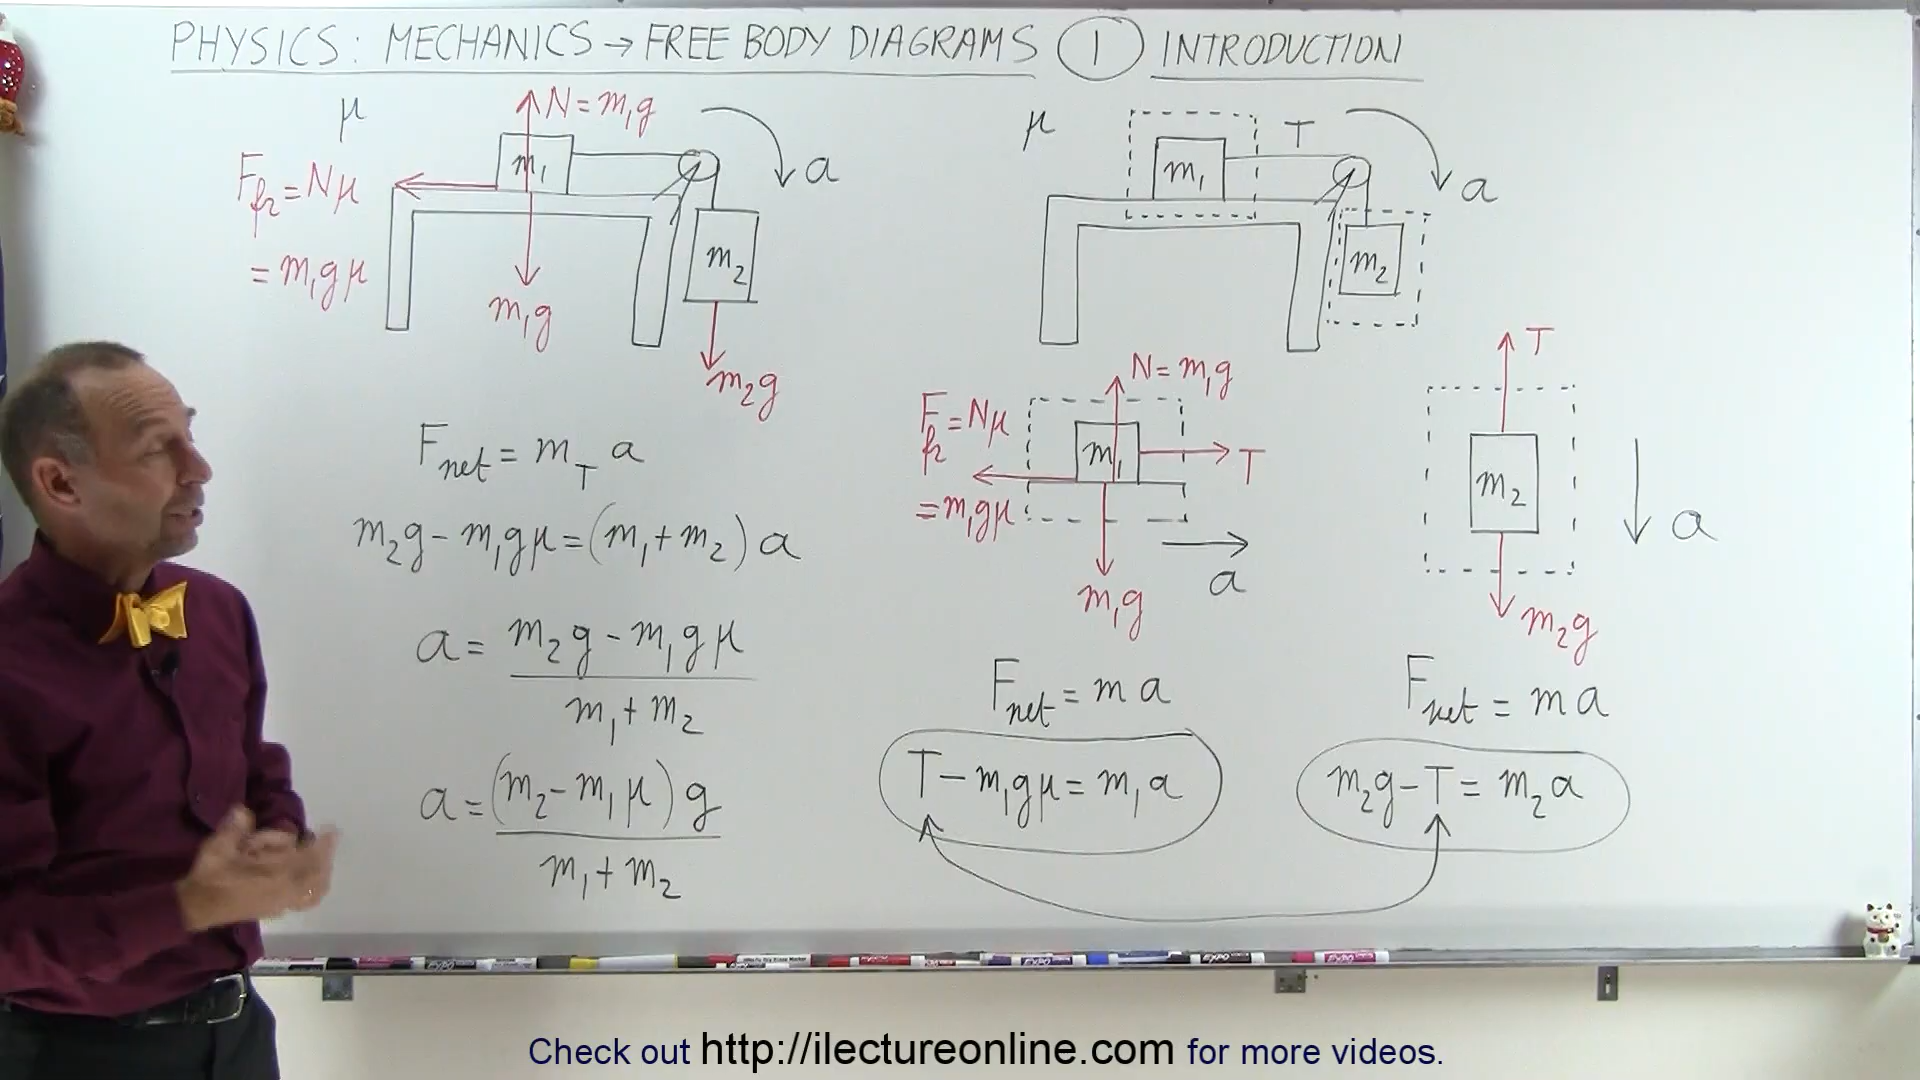 PHYSICS: MECHANICS → FREE BODY DIAGRAMS ① INTRODUCTION
μ
N = m₁g
F_fr = Nμ
= m₁gμ
m₁
a
m₂
m₁g
m₂g
F_net = m_T a
m₂g - m₁gμ = (m₁ + m₂) a
a = (m₂g - m₁gμ) / (m₁ + m₂)
a = (m₂ - m₁μ) g / (m₁ + m₂)
μ
T
m₁
a
m₂
N = m₁g
F_fr = Nμ
= m₁gμ
m₁
T
a
m₁g
T
m₂
a
m₂g
F_net = m a
T - m₁gμ = m₁a
F_net = m a
m₂g - T = m₂a
Check out http://ilectureonline.com for more videos.